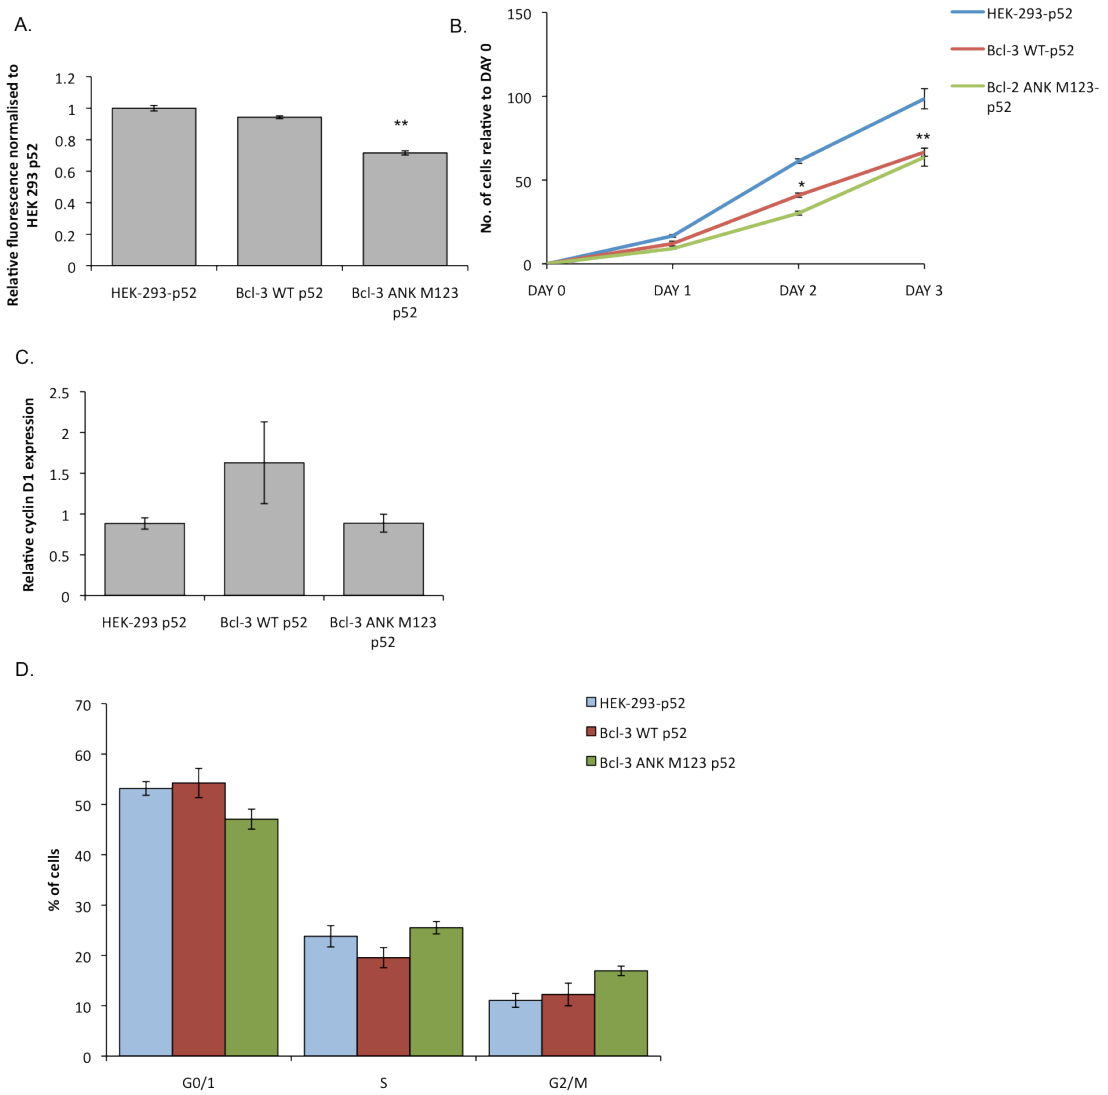 A.
Relative fluorescence normalised to
HEK 293 p52
1.2
1
0.8
0.6
0.4
0.2
0
**
HEK-293-p52
Bcl-3 WT p52
Bcl-3 ANK M123
p52
B.
No. of cells relative to DAY 0
150
100
50
0
*
**
DAY 0
DAY 1
DAY 2
DAY 3
HEK-293-p52
Bcl-3 WT-p52
Bcl-2 ANK M123-
p52
C.
Relative cyclin D1 expression
2.5
2
1.5
1
0.5
0
HEK-293 p52
Bcl-3 WT p52
Bcl-3 ANK M123
p52
D.
% of cells
70
60
50
40
30
20
10
0
G0/1
S
G2/M
HEK-293-p52
Bcl-3 WT p52
Bcl-3 ANK M123 p52